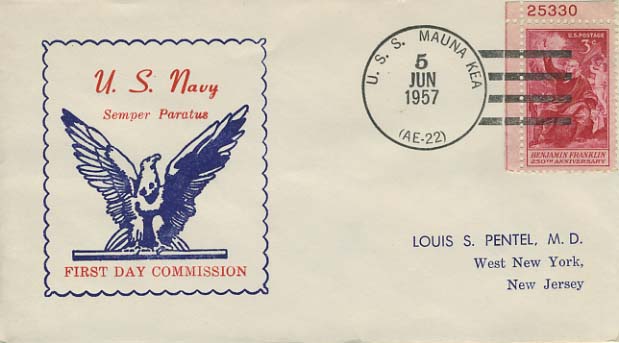 U. S. Navy
Semper Paratus
FIRST DAY COMMISSION
U. S. S. MAUNA KEA
5
JUN
1957
(AE-22)
25330
U.S. POSTAGE
3¢
BENJAMIN FRANKLIN
250TH ANNIVERSARY
LOUIS S. PENTEL, M. D.
West New York,
New Jersey